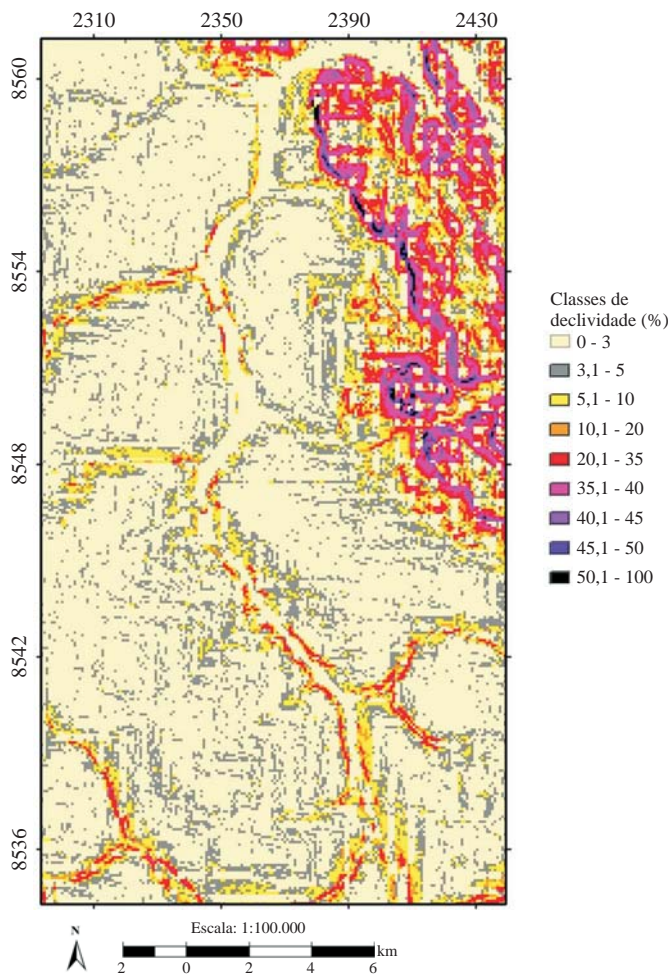 2310 2350 2390 2430
8560
8554
8548
8542
8536
Classes de
declividade (%)
0 - 3
3,1 - 5
5,1 - 10
10,1 - 20
20,1 - 35
35,1 - 40
40,1 - 45
45,1 - 50
50,1 - 100
Escala: 1:100.000
N
km
2 0 2 4 6